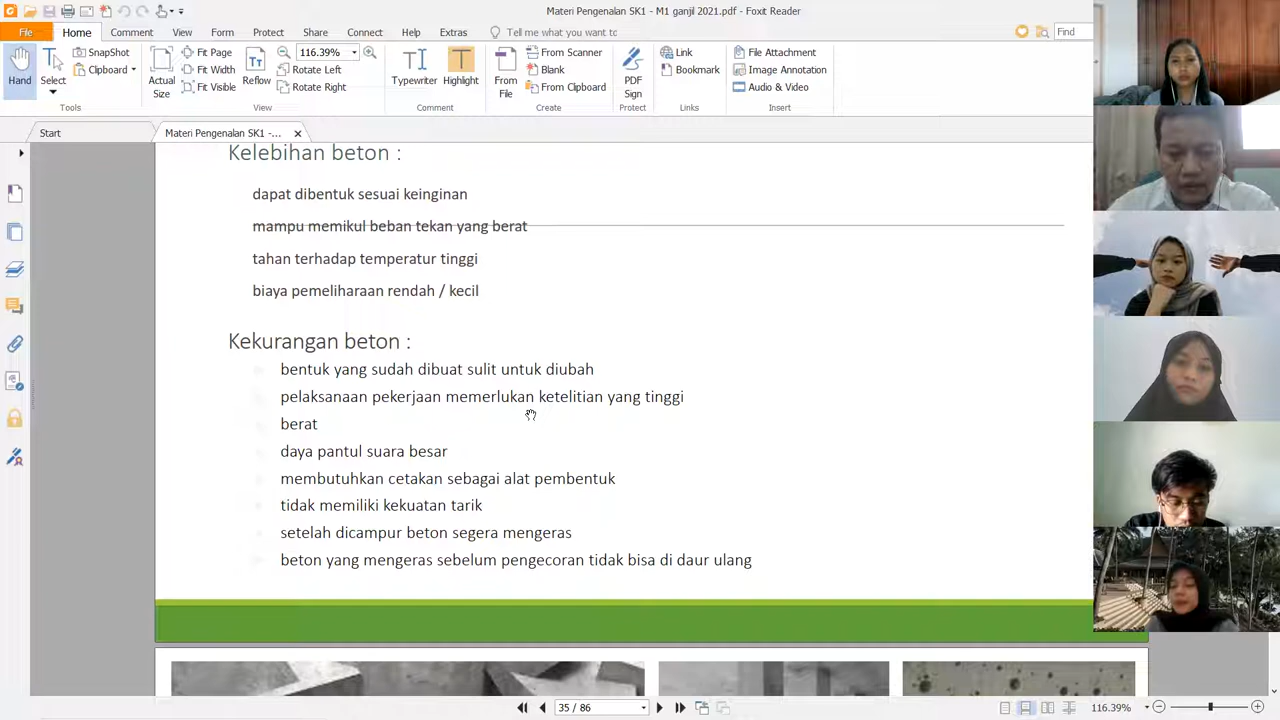 Materi Pengenalan SK1 - M1 ganjil 2021.pdf - Foxit Reader
File Home Comment View Form Protect Share Connect Help Extras Tell me what you want to Find
Hand
Select
SnapShot
Clipboard
Tools
Actual Size
Fit Page
Fit Width
Fit Visible
Reflow
116.39%
Rotate Left
Rotate Right
View
Typewriter
Highlight
Comment
From File
From Scanner
Blank
From Clipboard
Create
PDF Sign
Protect
Link
Bookmark
Links
File Attachment
Image Annotation
Audio & Video
Insert
Start
Materi Pengenalan SK1 -...
Kelebihan beton :
dapat dibentuk sesuai keinginan
mampu memikul beban tekan yang berat
tahan terhadap temperatur tinggi
biaya pemeliharaan rendah / kecil
Kekurangan beton :
bentuk yang sudah dibuat sulit untuk diubah
pelaksanaan pekerjaan memerlukan ketelitian yang tinggi
berat
daya pantul suara besar
membutuhkan cetakan sebagai alat pembentuk
tidak memiliki kekuatan tarik
setelah dicampur beton segera mengeras
beton yang mengeras sebelum pengecoran tidak bisa di daur ulang
35 / 86
116.39%